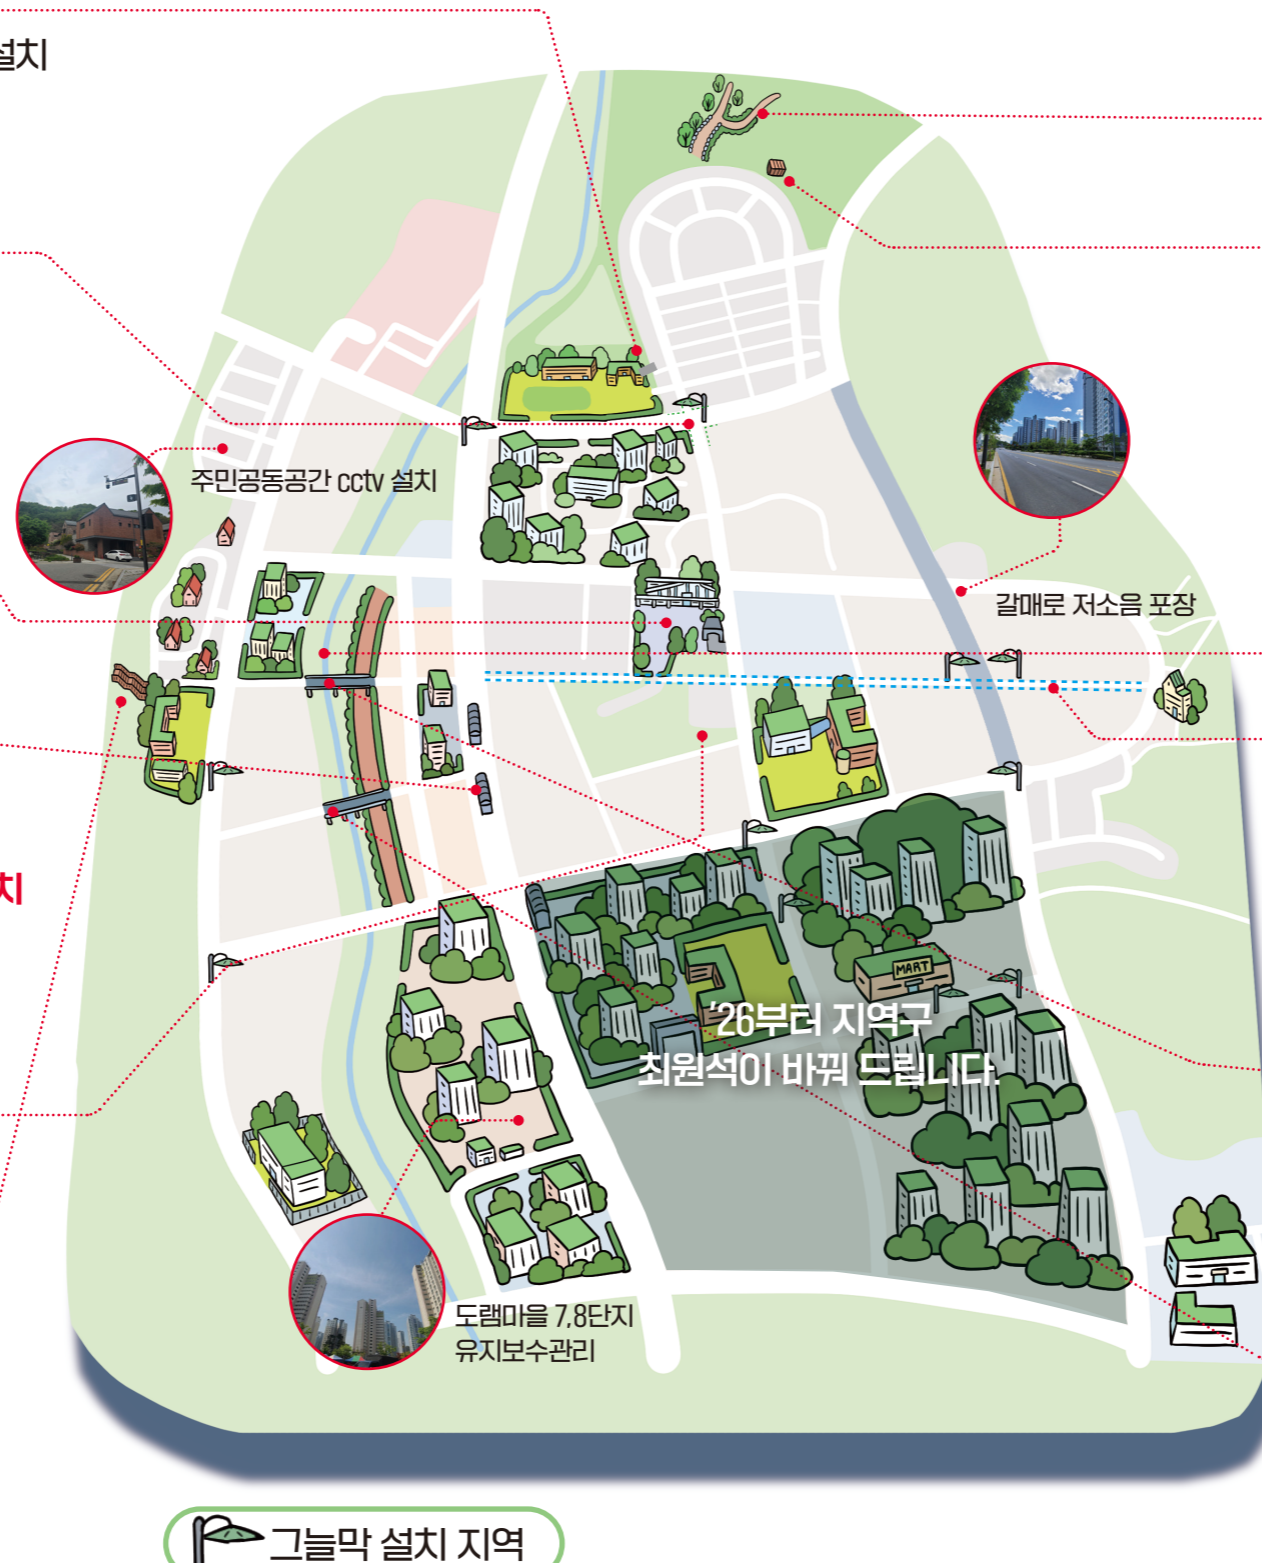 설치
주민공동공간 cctv 설치
갈매로 저소음 포장
치
MART
'26부터 지역구
최원석이 바꿔 드립니다.
도램마을 7,8단지
유지보수관리
그늘막 설치 지역